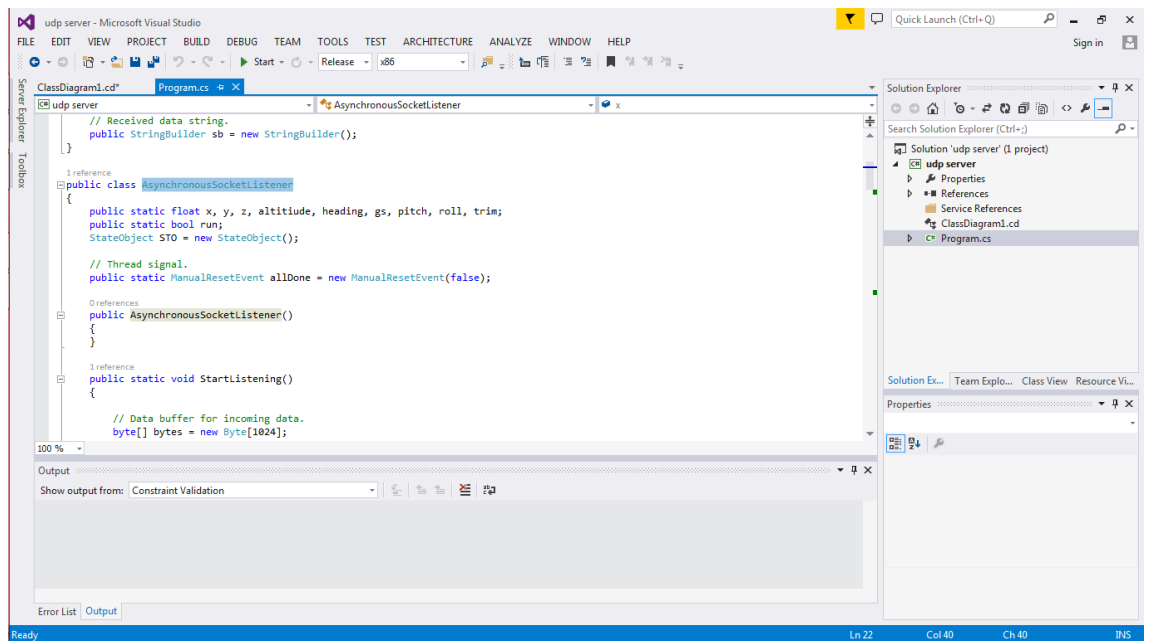 udp server - Microsoft Visual Studio
Quick Launch (Ctrl+Q)
FILE EDIT VIEW PROJECT BUILD DEBUG TEAM TOOLS TEST ARCHITECTURE ANALYZE WINDOW HELP
Sign in
Start Release x86
Server Explorer
Toolbox
ClassDiagram1.cd* Program.cs
udp server AsynchronousSocketListener x
// Received data string.
public StringBuilder sb = new StringBuilder();
}
1 reference
public class AsynchronousSocketListener
{
public static float x, y, z, altitiude, heading, gs, pitch, roll, trim;
public static bool run;
StateObject STO = new StateObject();
// Thread signal.
public static ManualResetEvent allDone = new ManualResetEvent(false);
0 references
public AsynchronousSocketListener()
{
}
1 reference
public static void StartListening()
{
// Data buffer for incoming data.
byte[] bytes = new Byte[1024];
100 %
Output
Show output from: Constraint Validation
Error List Output
Solution Explorer
Search Solution Explorer (Ctrl+;)
Solution 'udp server' (1 project)
udp server
Properties
References
Service References
ClassDiagram1.cd
Program.cs
Solution Ex... Team Explo... Class View Resource Vi...
Properties
Ready Ln 22 Col 40 Ch 40 INS